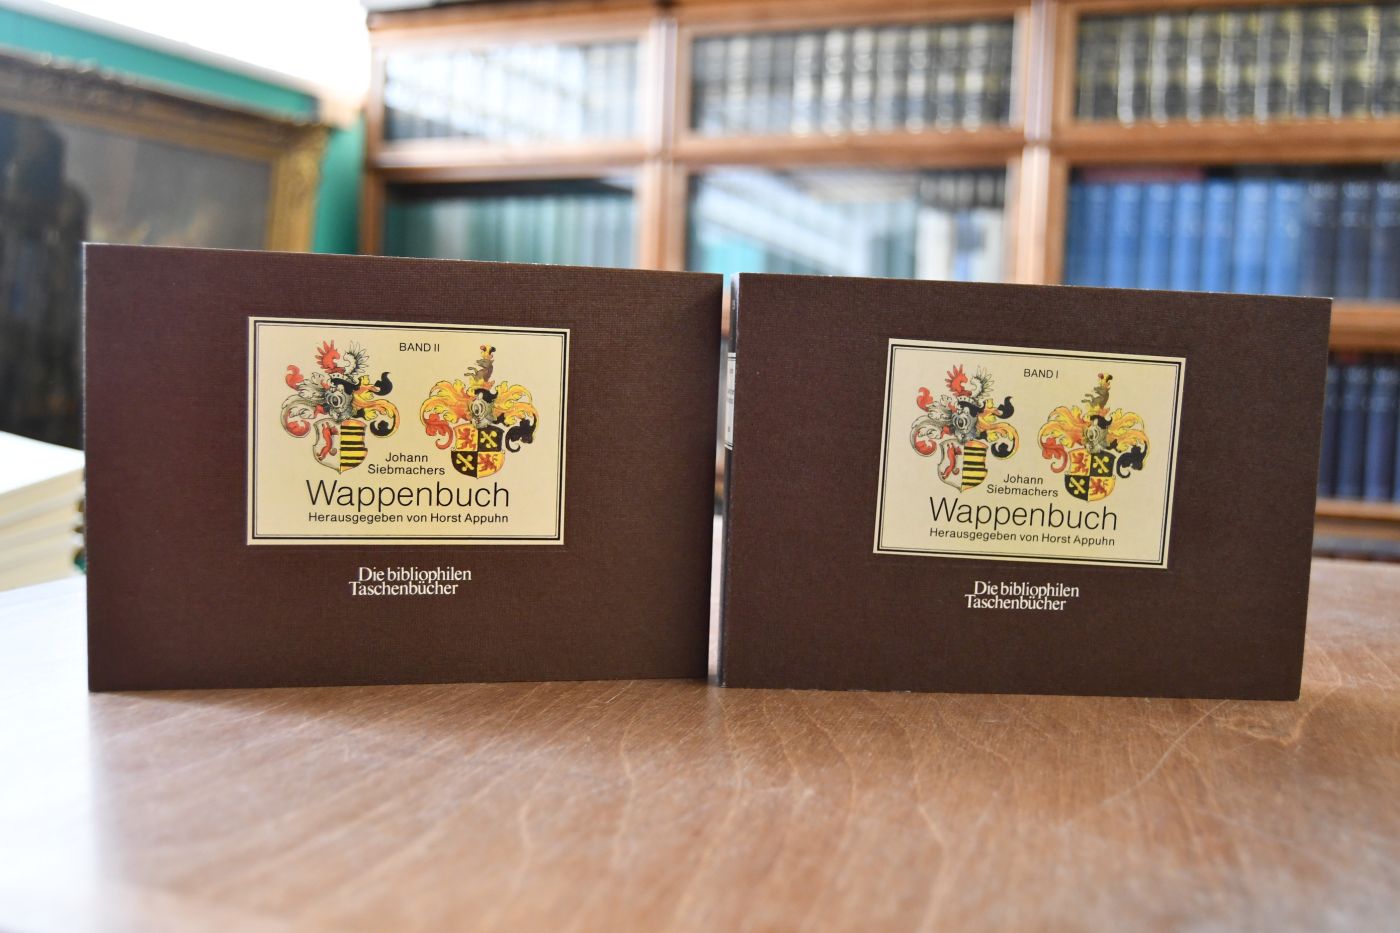 BAND II
Johann
Siebmachers
Wappenbuch
Herausgegeben von Horst Appuhn
Die bibliophilen
Taschenbücher
BAND I
Johann
Siebmachers
Wappenbuch
Herausgegeben von Horst Appuhn
Die bibliophilen
Taschenbücher